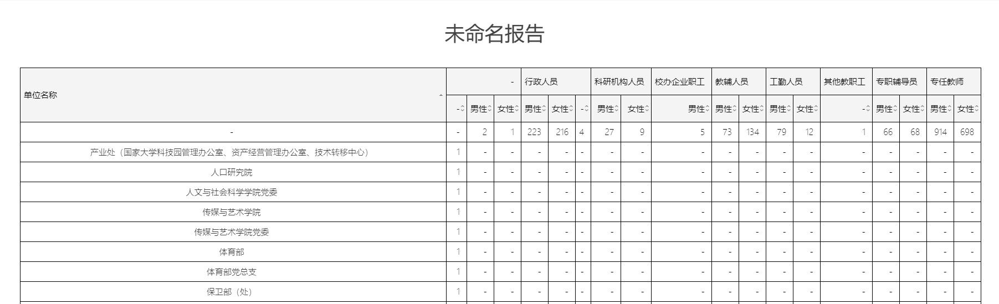 未命名报告
单位名称 - 行政人员 科研机构人员 校办企业职工 教辅人员 工勤人员 其他教职工 专职辅导员 专任教师
- 男性 女性 男性 女性 - 男性 女性 男性 男性 女性 男性 女性 - 男性 女性 男性 女性
- - 2 1 223 216 4 27 9 5 73 134 79 12 1 66 68 914 698
产业处（国家大学科技园管理办公室、资产经营管理办公室、技术转移中心） 1 - - - - - - - - - - - - - - - - -
人口研究院 1 - - - - - - - - - - - - - - - - -
人文与社会科学学院党委 1 - - - - - - - - - - - - - - - - -
传媒与艺术学院 1 - - - - - - - - - - - - - - - - -
传媒与艺术学院党委 1 - - - - - - - - - - - - - - - - -
体育部 1 - - - - - - - - - - - - - - - - -
体育部党总支 1 - - - - - - - - - - - - - - - - -
保卫部（处） 1 - - - - - - - - - - - - - - - - -